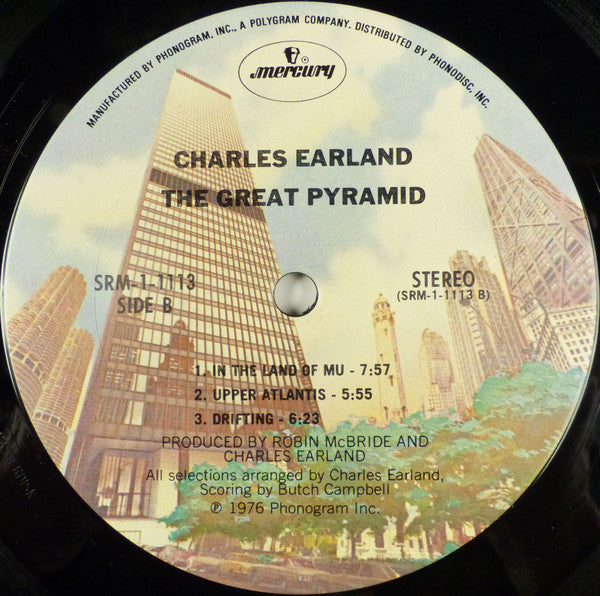 MANUFACTURED BY PHONOGRAM, INC., A POLYGRAM COMPANY. DISTRIBUTED BY PHONODISC, INC.
mercury
CHARLES EARLAND
THE GREAT PYRAMID
SRM-1-1113
SIDE B
STEREO
(SRM-1-1113 B)
1. IN THE LAND OF MU - 7:57
2. UPPER ATLANTIS - 5:55
3. DRIFTING - 6:23
PRODUCED BY ROBIN McBRIDE AND
CHARLES EARLAND
All selections arranged by Charles Earland,
Scoring by Butch Campbell
℗ 1976 Phonogram Inc.